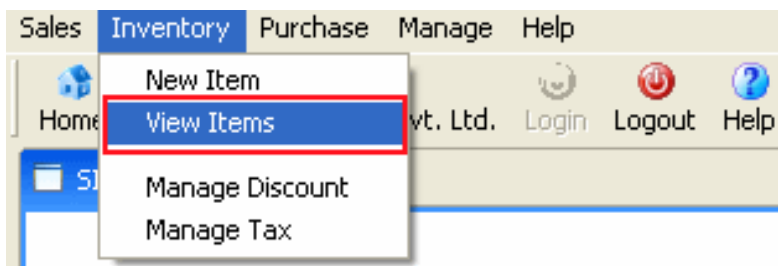 Sales Inventory Purchase Manage Help
New Item
Home View Items vt. Ltd. Login Logout Help
Manage Discount
Manage Tax